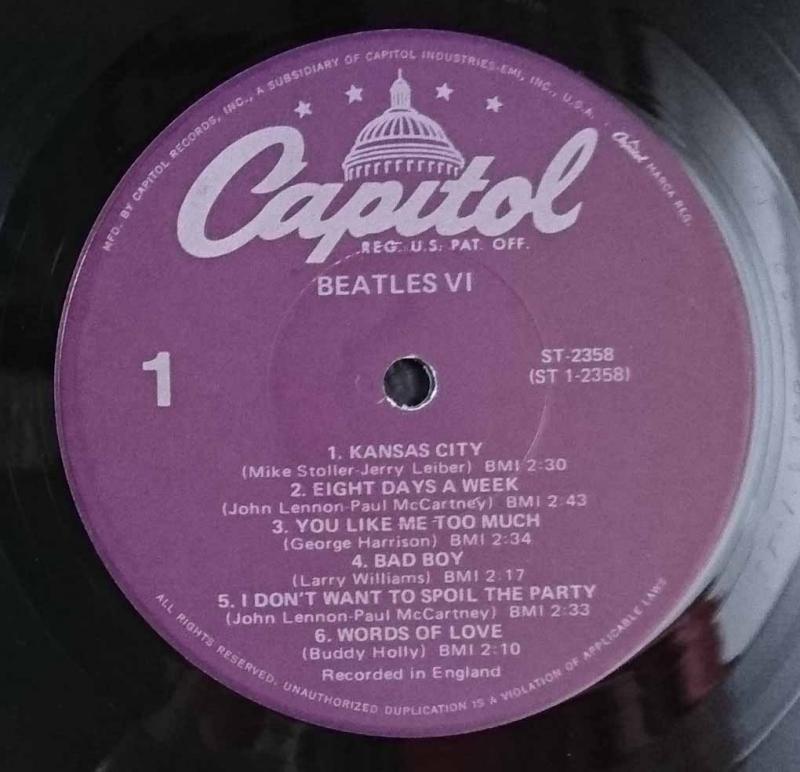 MFD. BY CAPITOL RECORDS, INC., A SUBSIDIARY OF CAPITOL INDUSTRIES-EMI, INC., U.S.A.
Capitol MARCA REG.
Capitol
REG. U.S. PAT. OFF.
BEATLES VI
1
ST-2358
(ST 1-2358)
1. KANSAS CITY
(Mike Stoller-Jerry Leiber) BMI 2:30
2. EIGHT DAYS A WEEK
(John Lennon-Paul McCartney) BMI 2:43
3. YOU LIKE ME TOO MUCH
(George Harrison) BMI 2:34
4. BAD BOY
(Larry Williams) BMI 2:17
5. I DON'T WANT TO SPOIL THE PARTY
(John Lennon-Paul McCartney) BMI 2:33
6. WORDS OF LOVE
(Buddy Holly) BMI 2:10
Recorded in England
ALL RIGHTS RESERVED. UNAUTHORIZED DUPLICATION IS A VIOLATION OF APPLICABLE LAWS